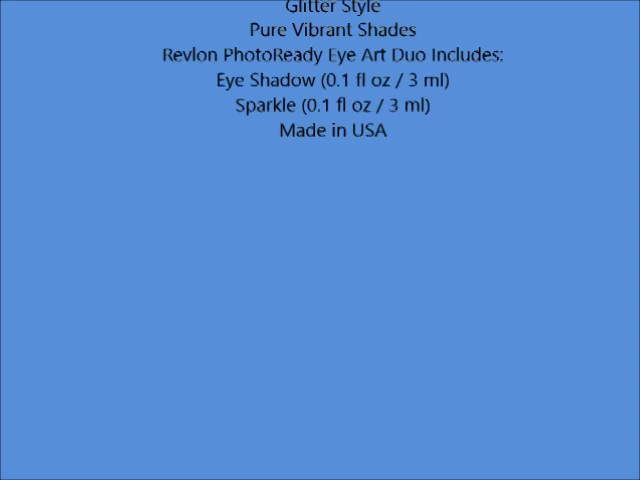 Glitter Style
Pure Vibrant Shades
Revlon PhotoReady Eye Art Duo Includes:
Eye Shadow (0.1 fl oz / 3 ml)
Sparkle (0.1 fl oz / 3 ml)
Made in USA